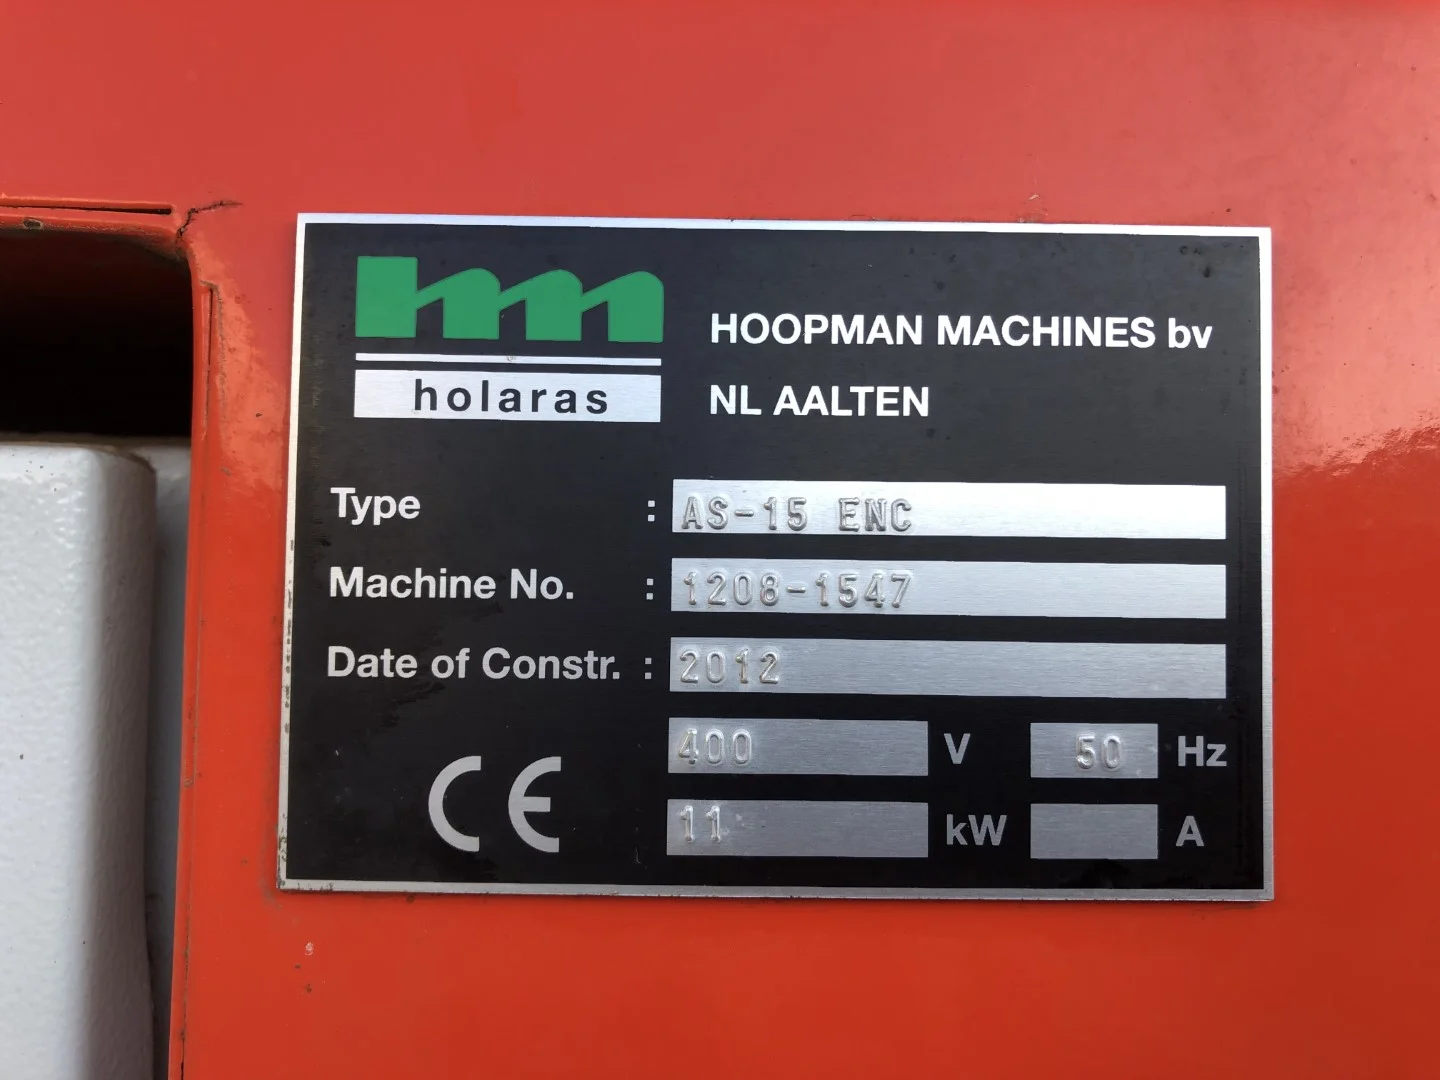 hm
holaras
HOOPMAN MACHINES bv
NL AALTEN
Type : AS-15 ENC
Machine No. : 1208-1547
Date of Constr. : 2012
400 V 50 Hz
11 kW A
CE